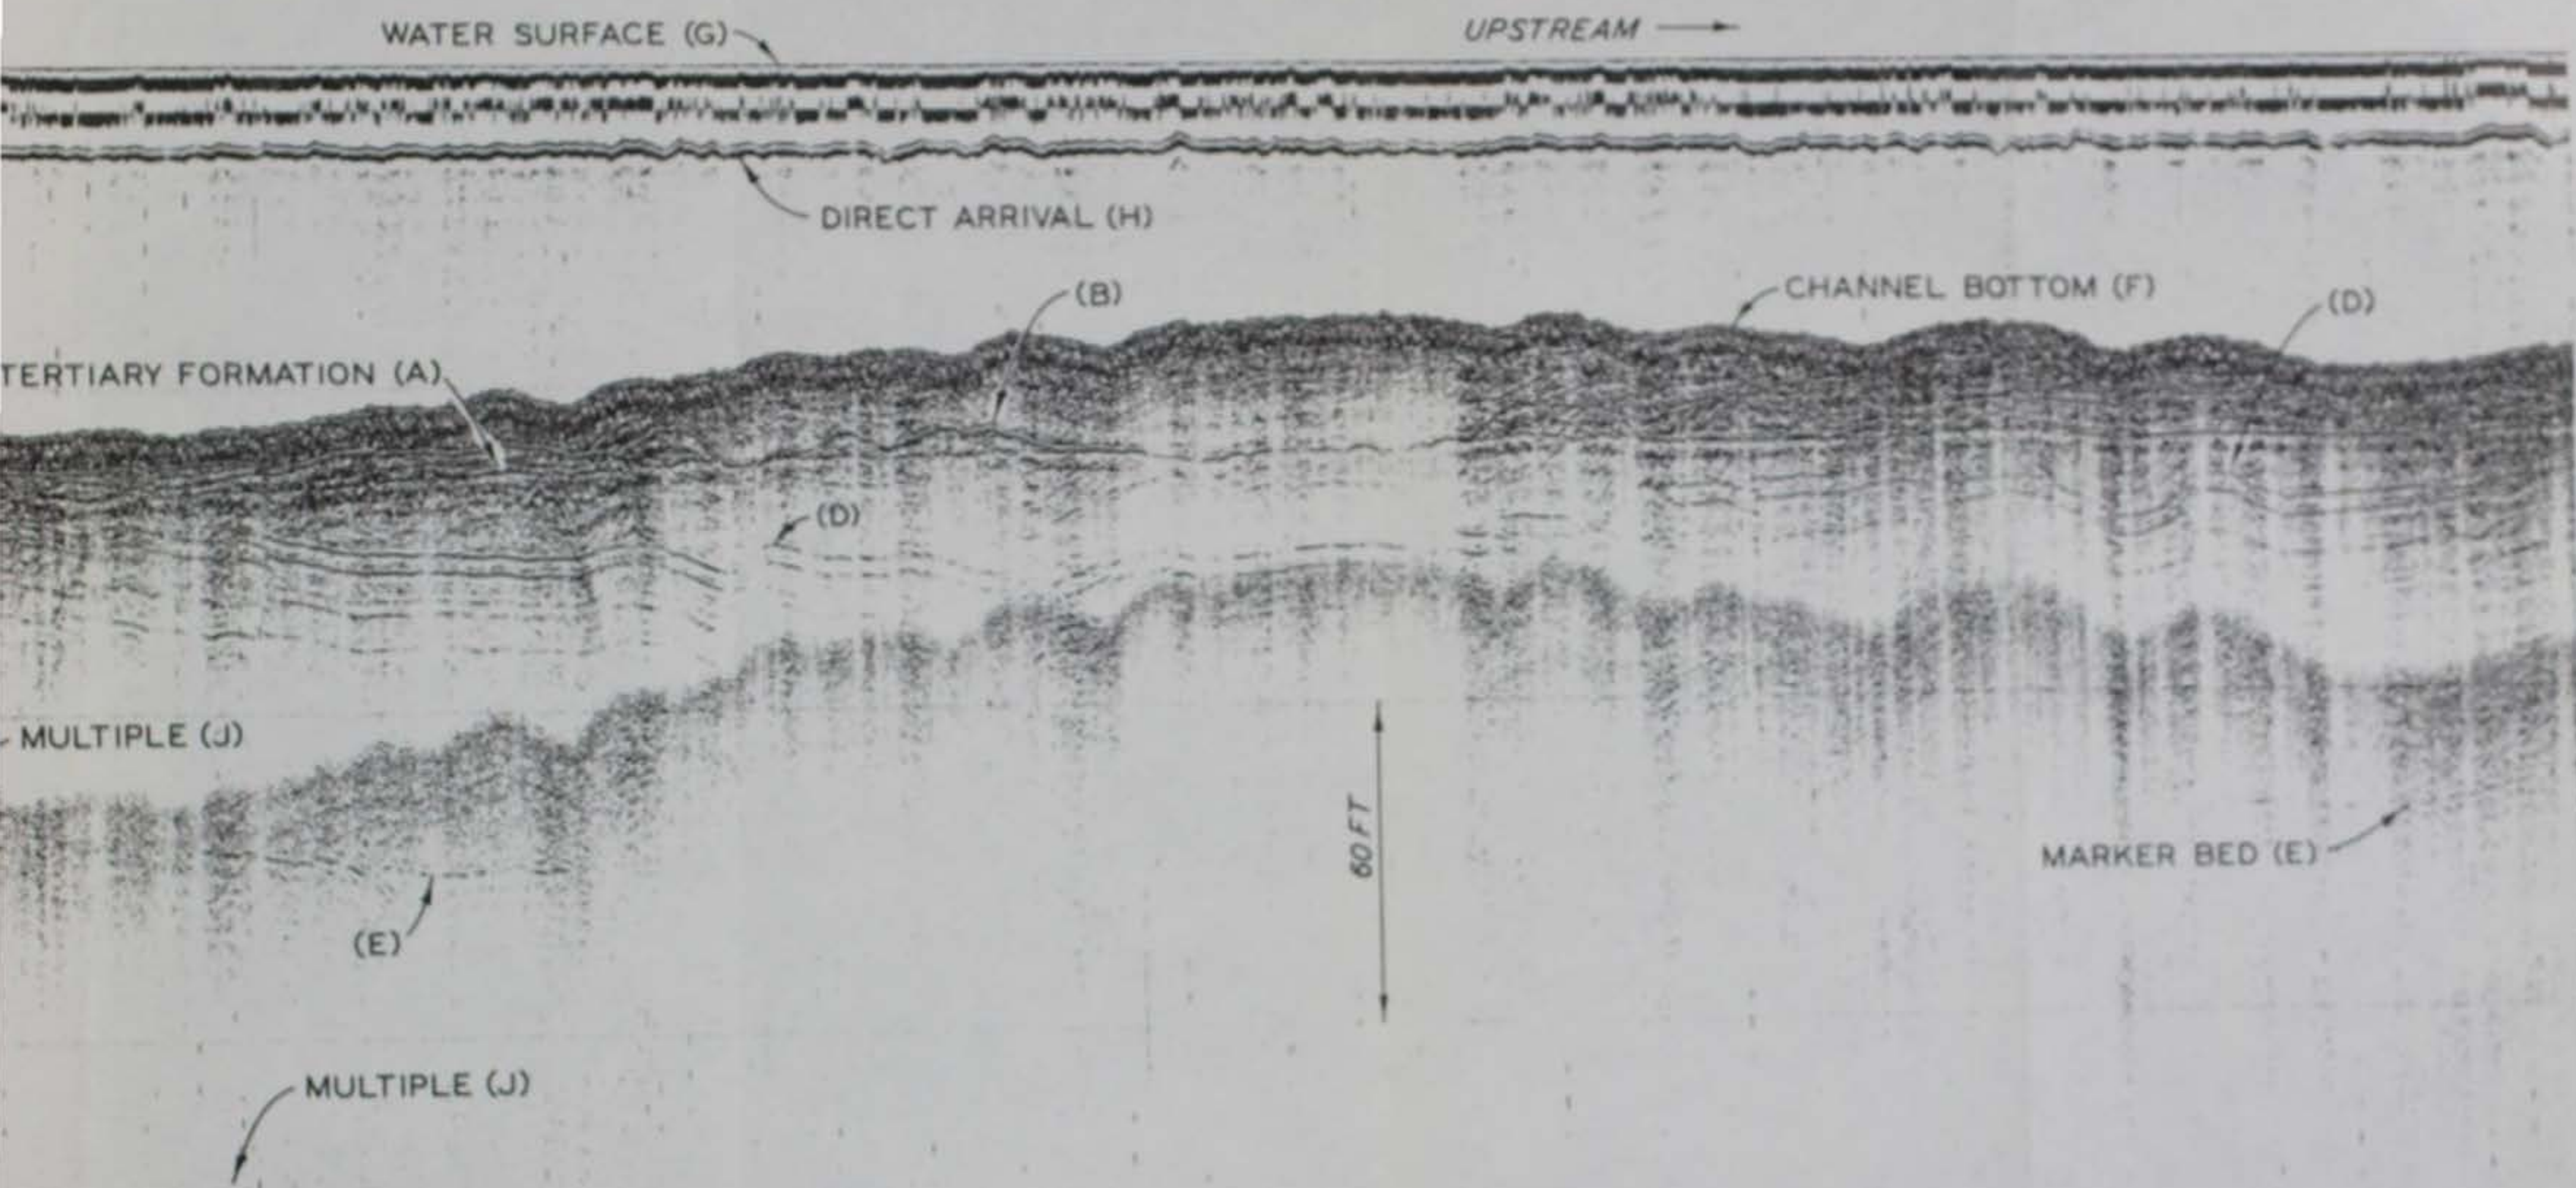 WATER SURFACE (G)
UPSTREAM
DIRECT ARRIVAL (H)
(B)
CHANNEL BOTTOM (F)
(D)
TERTIARY FORMATION (A)
(D)
MULTIPLE (J)
60 FT
MARKER BED (E)
(E)
MULTIPLE (J)